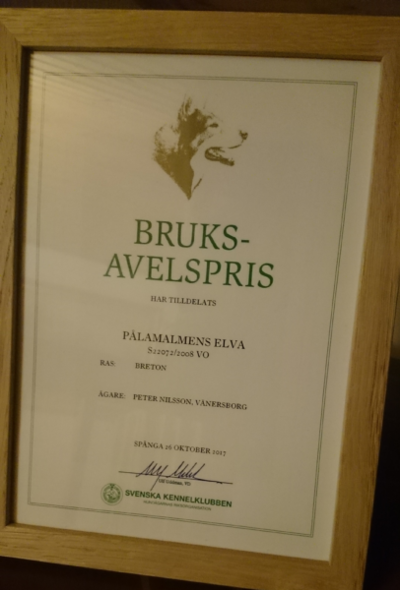 BRUKS-
AVELSPRIS
HAR TILLDELATS
PÅLAMALMENS ELVA
S22072/2008 VO
RAS: BRETON
ÄGARE: PETER NILSSON, VÄNERSBORG
SPÅNGA 26 OKTOBER 2017
SVENSKA KENNELKLUBBEN